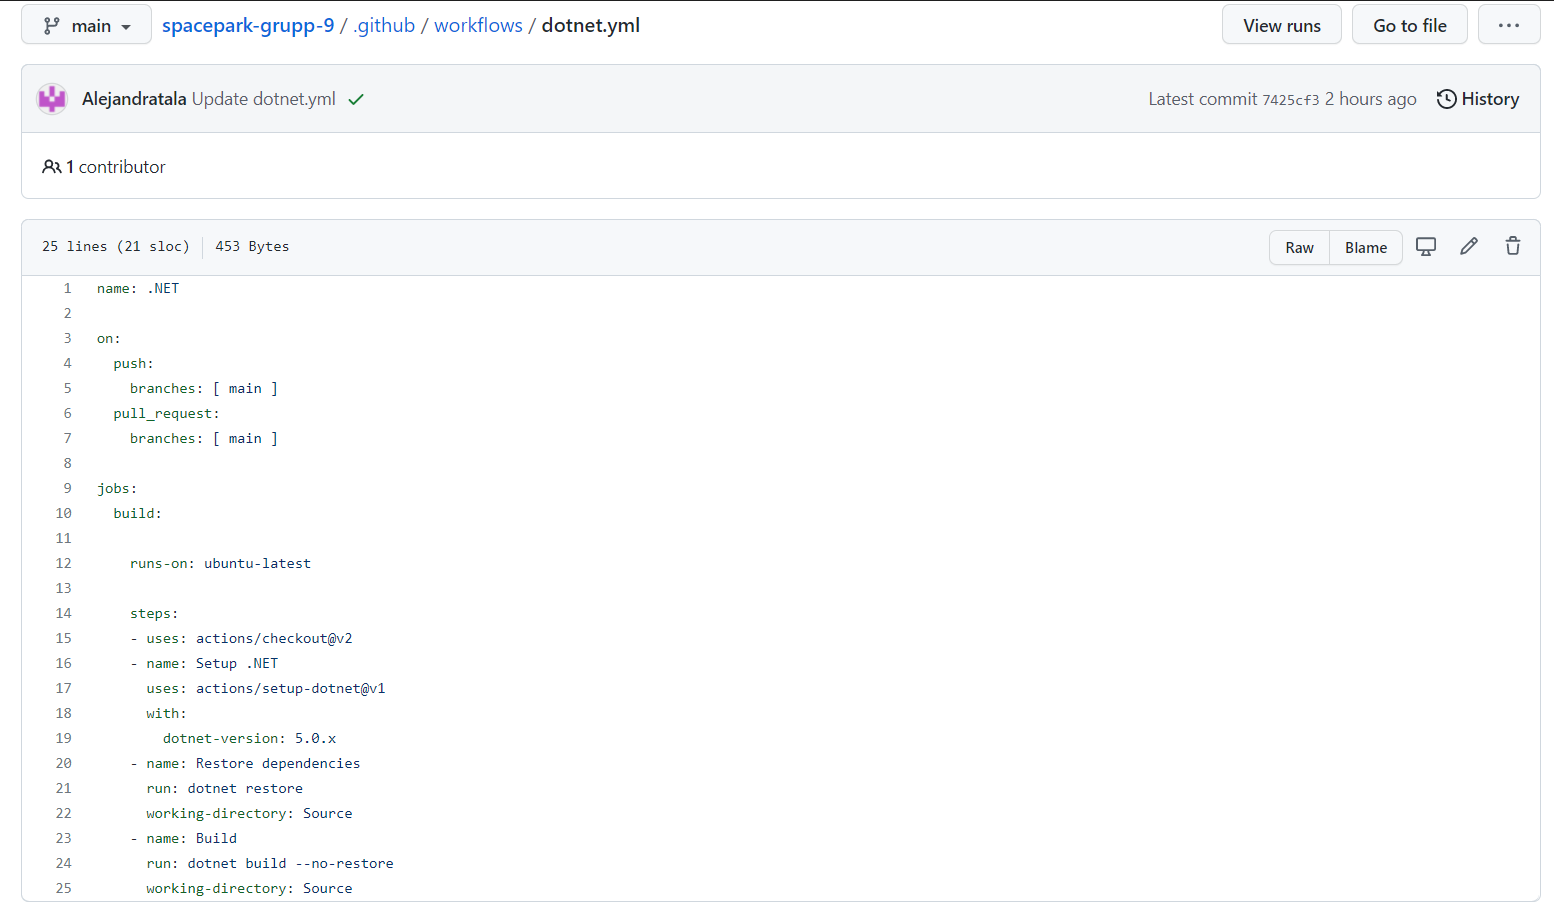 main spacepark-grupp-9 / .github / workflows / dotnet.yml View runs Go to file ...
Alejandratala Update dotnet.yml Latest commit 7425cf3 2 hours ago History
1 contributor
25 lines (21 sloc) 453 Bytes Raw Blame
1 name: .NET
2
3 on:
4   push:
5     branches: [ main ]
6   pull_request:
7     branches: [ main ]
8
9 jobs:
10   build:
11
12     runs-on: ubuntu-latest
13
14     steps:
15     - uses: actions/checkout@v2
16     - name: Setup .NET
17       uses: actions/setup-dotnet@v1
18       with:
19         dotnet-version: 5.0.x
20     - name: Restore dependencies
21       run: dotnet restore
22       working-directory: Source
23     - name: Build
24       run: dotnet build --no-restore
25       working-directory: Source